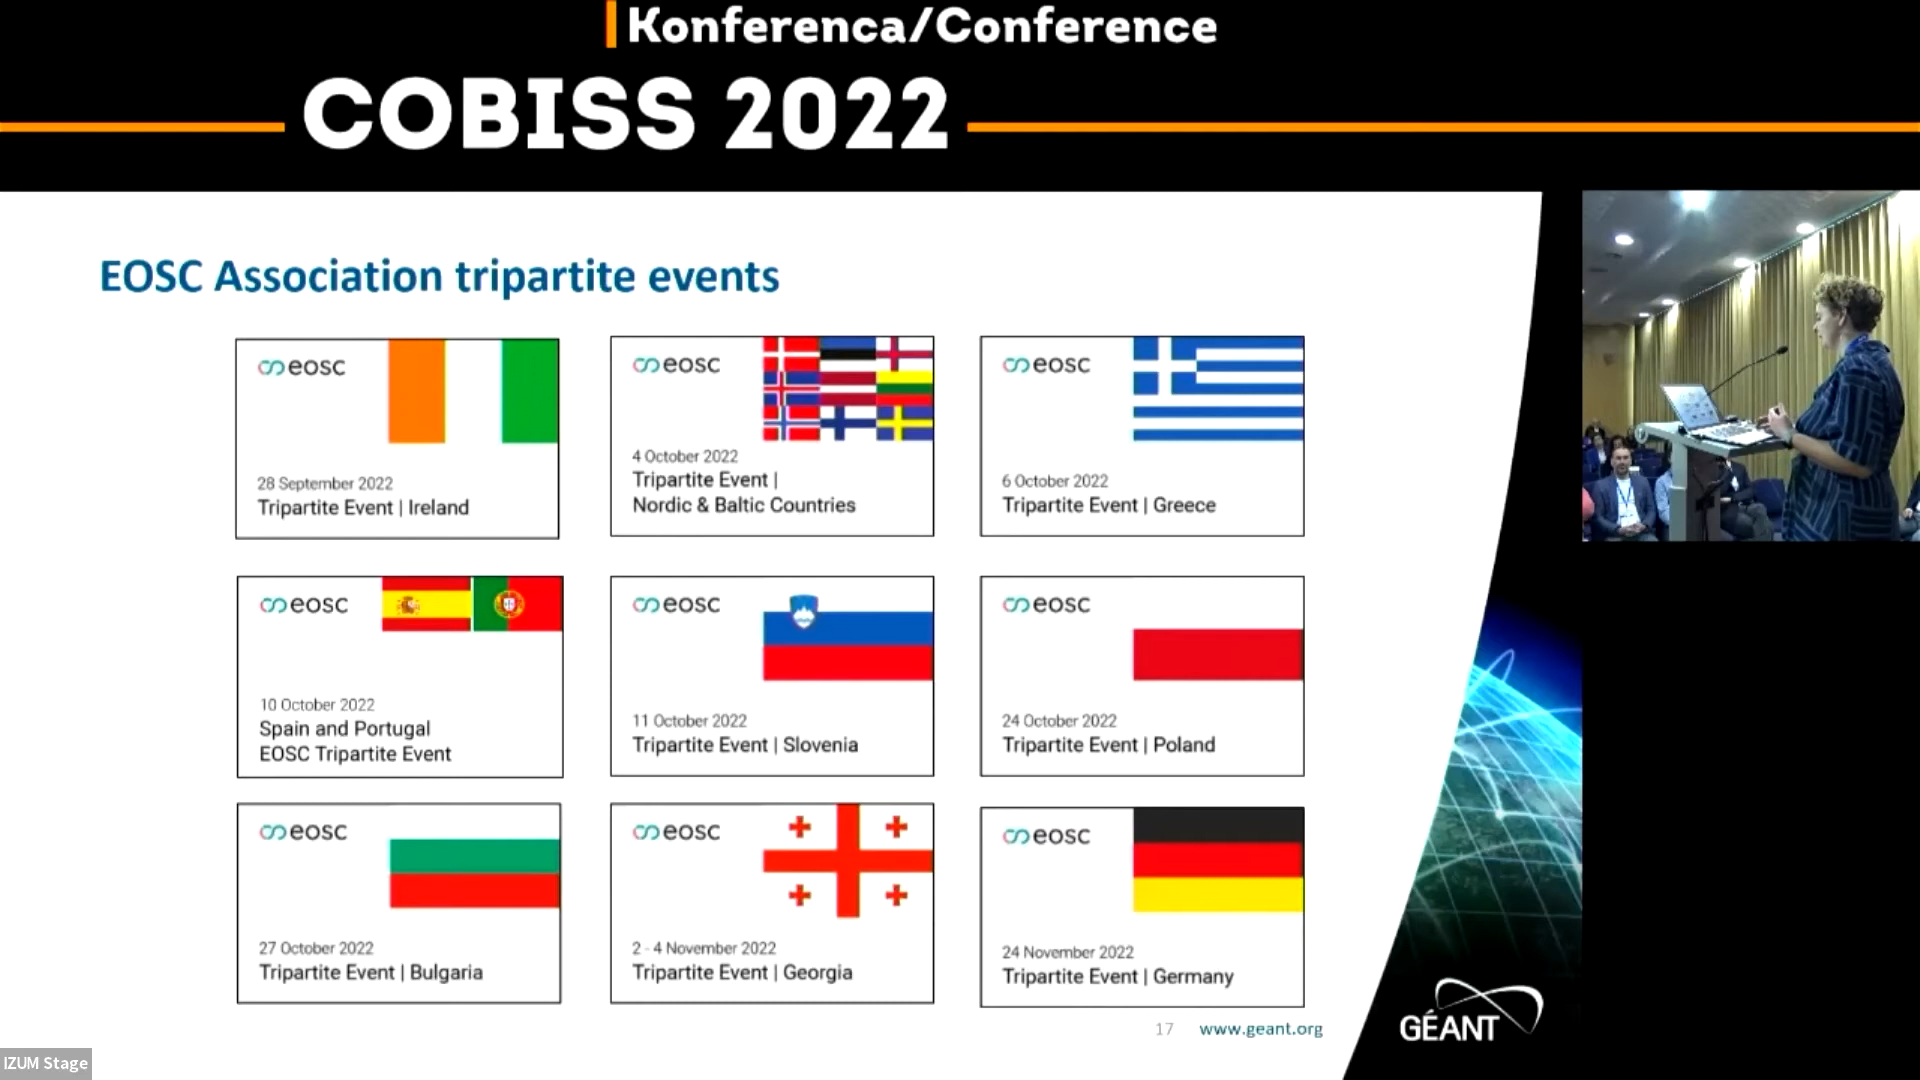 Konferenca/Conference
COBISS 2022
EOSC Association tripartite events
eosc
28 September 2022
Tripartite Event | Ireland
eosc
4 October 2022
Tripartite Event |
Nordic & Baltic Countries
eosc
6 October 2022
Tripartite Event | Greece
eosc
10 October 2022
Spain and Portugal
EOSC Tripartite Event
eosc
11 October 2022
Tripartite Event | Slovenia
eosc
24 October 2022
Tripartite Event | Poland
eosc
27 October 2022
Tripartite Event | Bulgaria
eosc
2 - 4 November 2022
Tripartite Event | Georgia
eosc
24 November 2022
Tripartite Event | Germany
17 www.geant.org
GÉANT
IZUM Stage